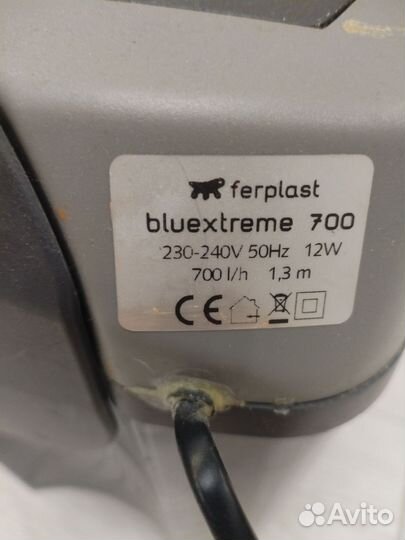 ferplast
bluextreme 700
230-240V 50Hz 12W
700 l/h 1,3 m
CE
Avito